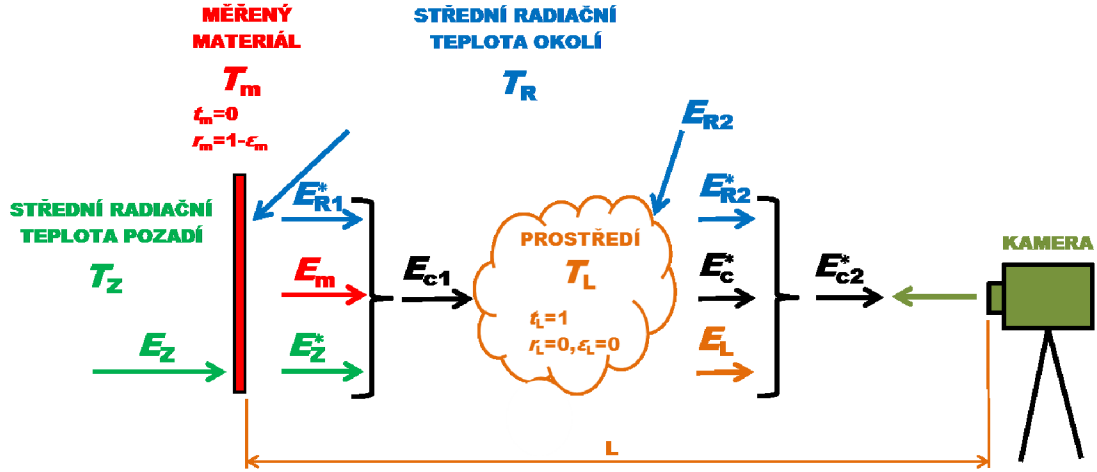 MĚŘENÝ
MATERIÁL
Tm
tm=0
rm=1-εm
STŘEDNÍ RADIAČNÍ
TEPLOTA OKOLÍ
TR
ER2
STŘEDNÍ RADIAČNÍ
TEPLOTA POZADÍ
TZ
EZ
E*R1
Em
E*Z
Ec1
PROSTŘEDÍ
TL
tL=1
rL=0,εL=0
E*R2
E*c
EL
E*c2
KAMERA
L